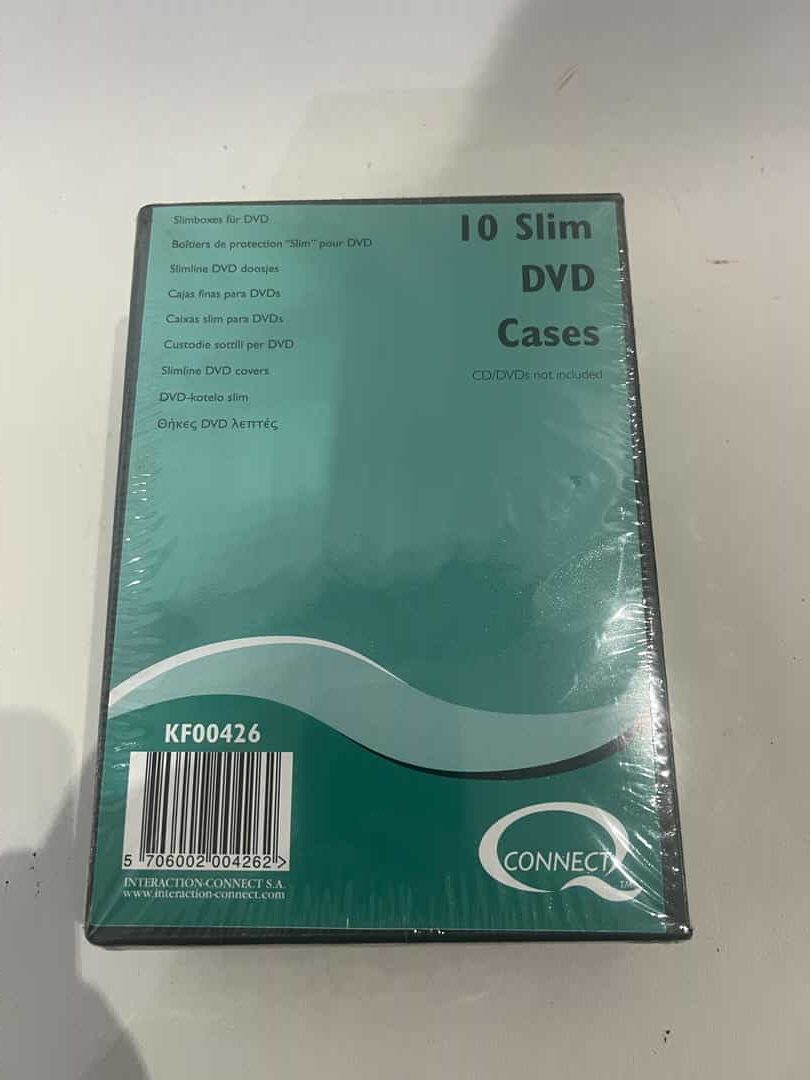 Slimboxes für DVD
Boîtiers de protection "Slim" pour DVD
Slimline DVD doosjes
Cajas finas para DVDs
Caixas slim para DVDs
Custodie sottili per DVD
Slimline DVD covers
DVD-kotelo slim
Θήκες DVD λεπτές
10 Slim
DVD
Cases
CD/DVDs not included
KF00426
5 706002 004262 >
INTERACTION-CONNECT S.A.
www.interaction-connect.com
Q
CONNECT
TM